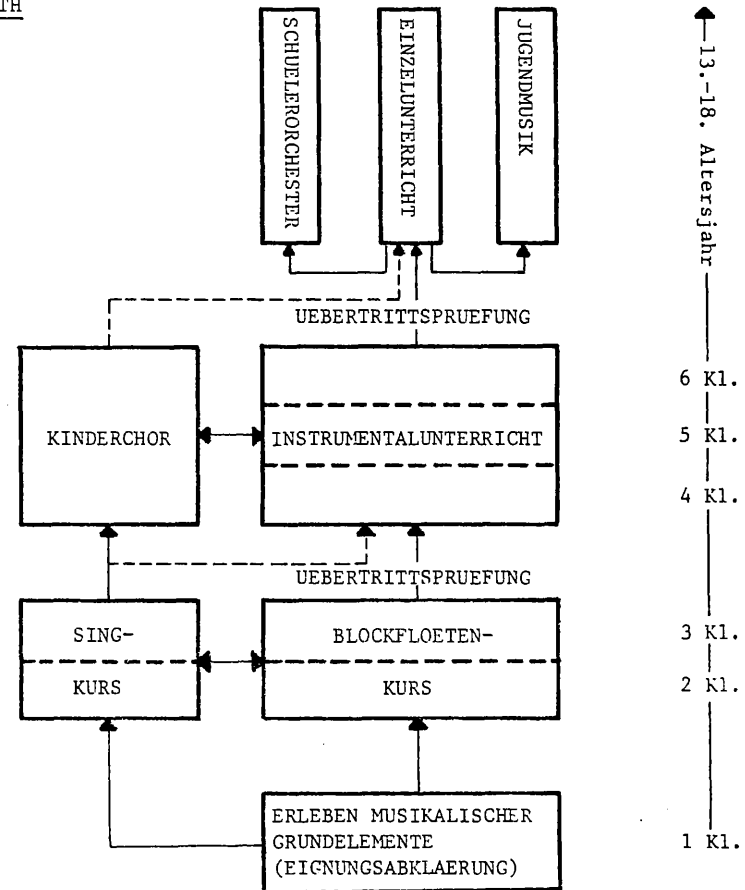 TH
SCHUELERORCHESTER
EINZELUNTERRICHT
JUGENDMUSIK
13.-18. Altersjahr
UEBERTRITTSPRUEFUNG
6 Kl.
KINDERCHOR
INSTRUMENTALUNTERRICHT
5 Kl.
4 Kl.
UEBERTRITTSPRUEFUNG
SING-
BLOCKFLOETEN-
3 Kl.
KURS
KURS
2 Kl.
ERLEBEN MUSIKALISCHER
GRUNDELEMENTE
(EIGNUNGSABKLAERUNG)
1 Kl.